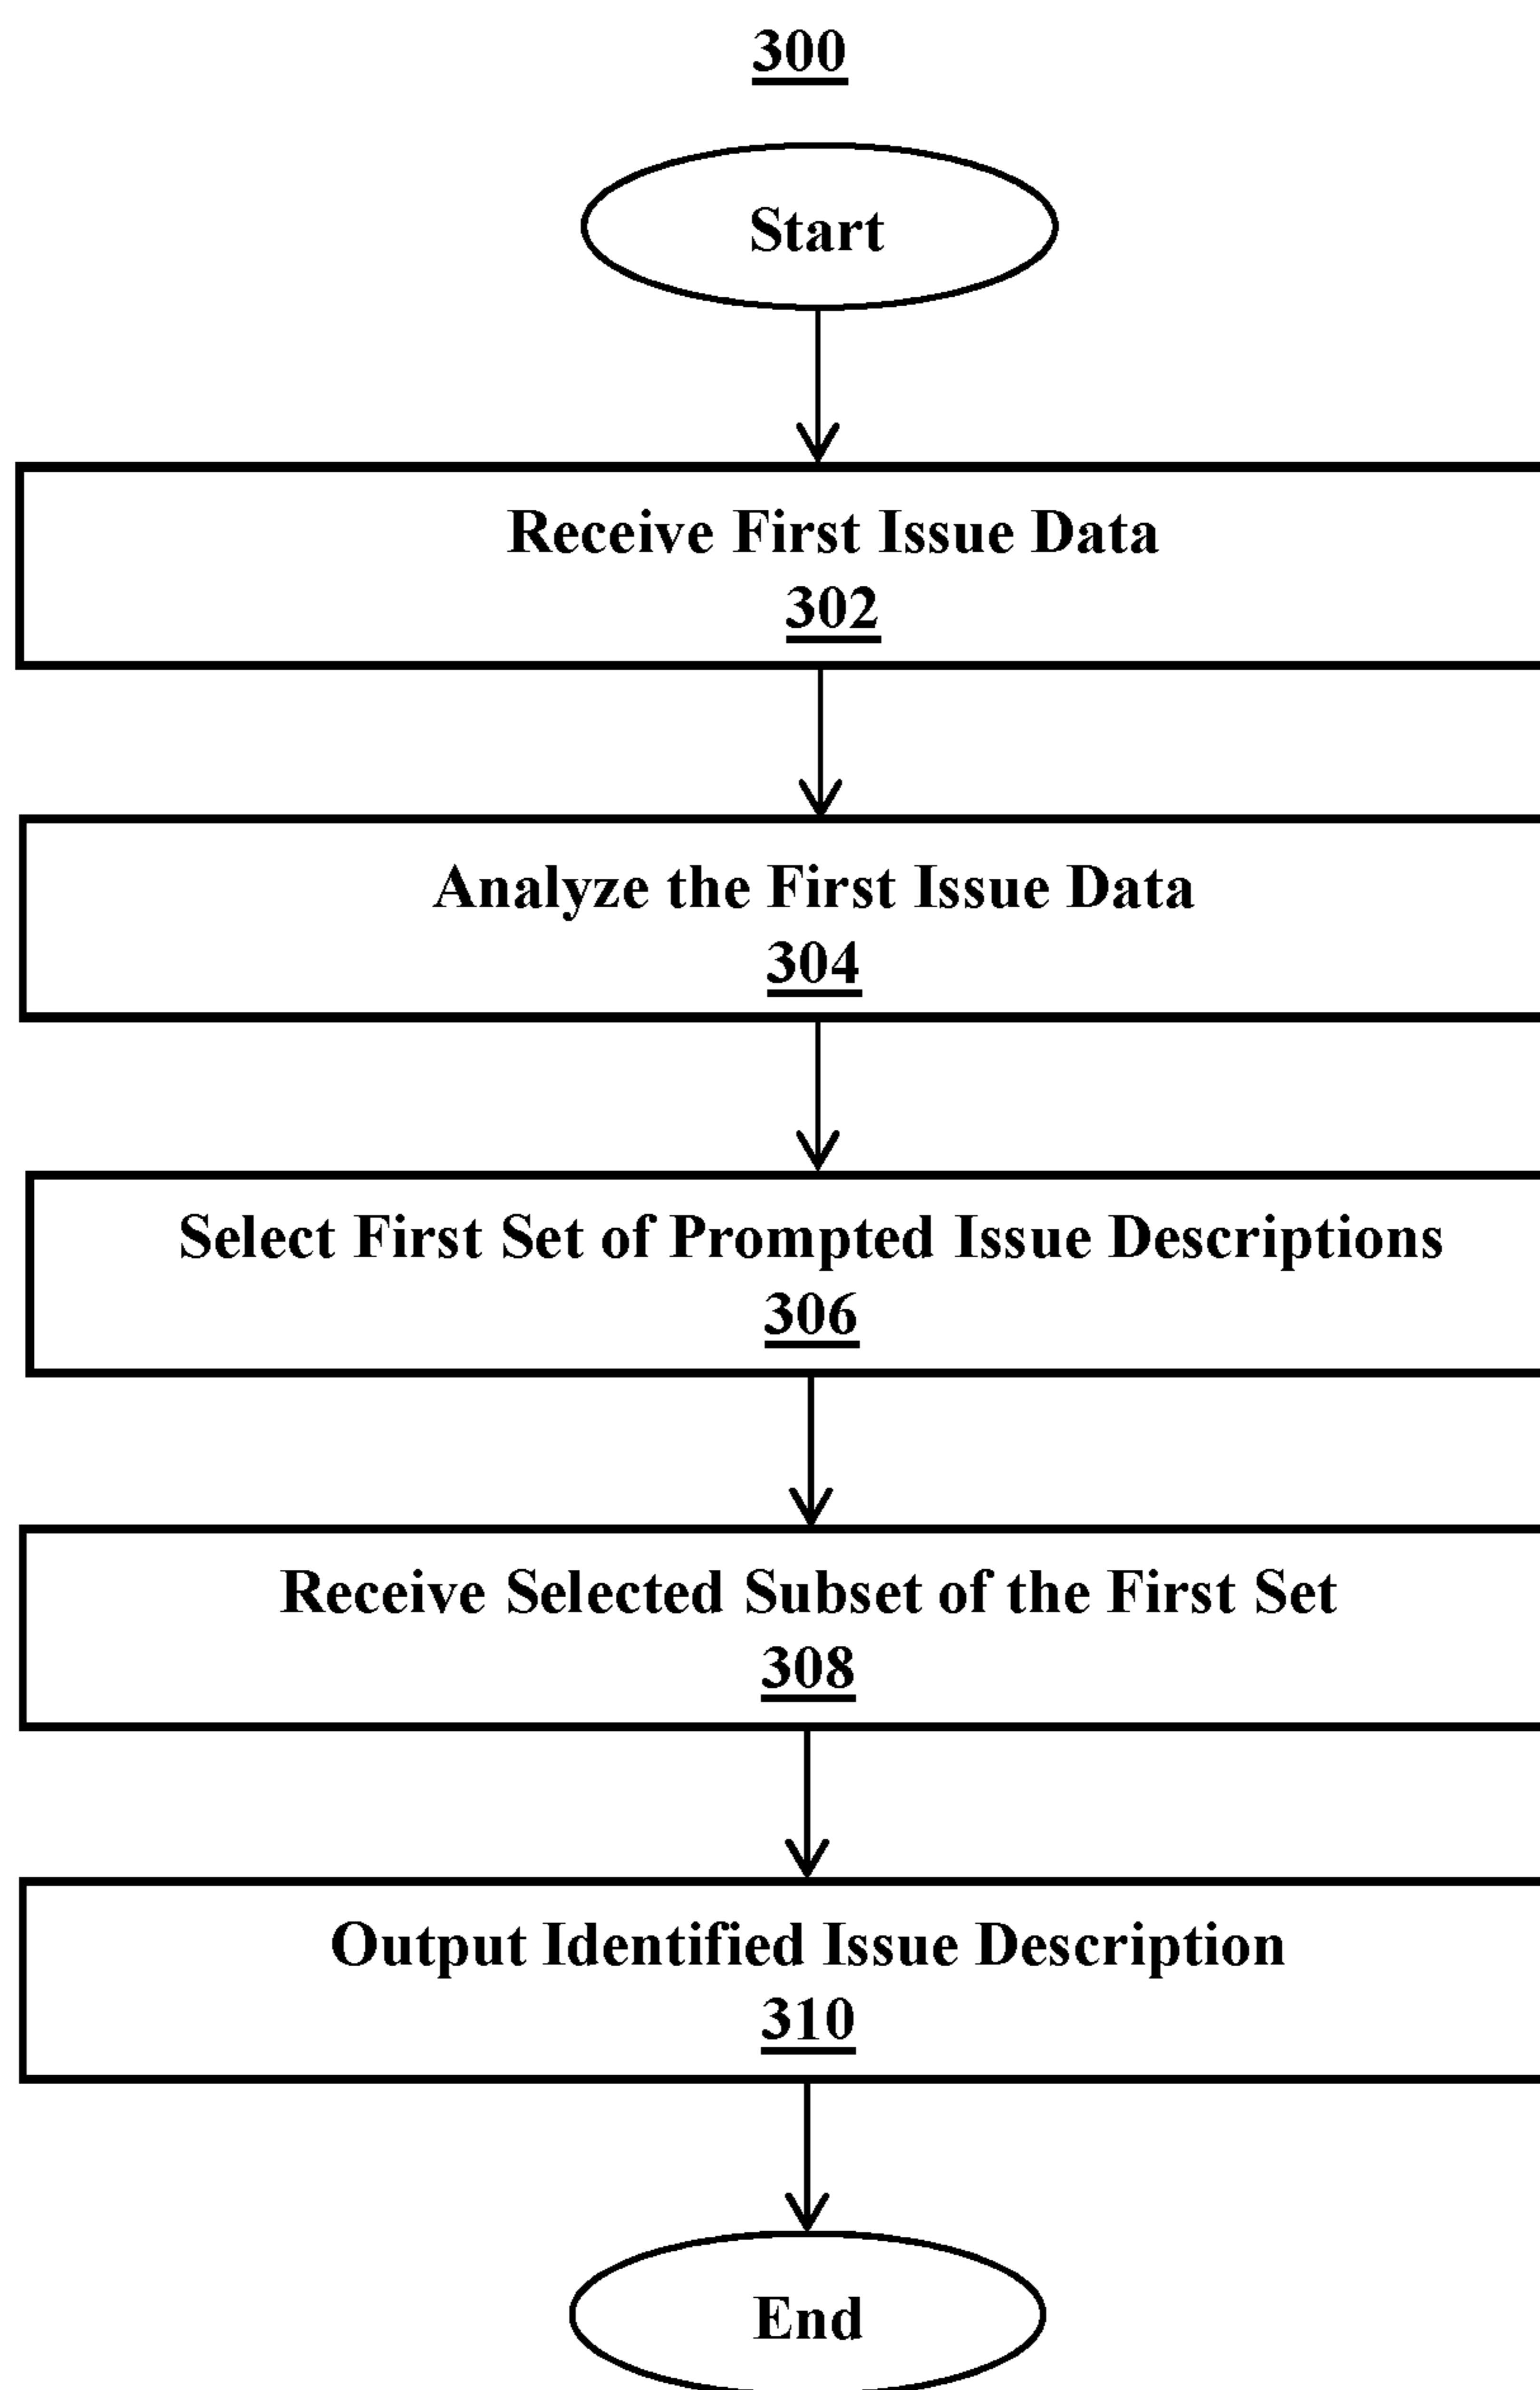 300
Start
Receive First Issue Data
302
Analyze the First Issue Data
304
Select First Set of Prompted Issue Descriptions
306
Receive Selected Subset of the First Set
308
Output Identified Issue Description
310
End